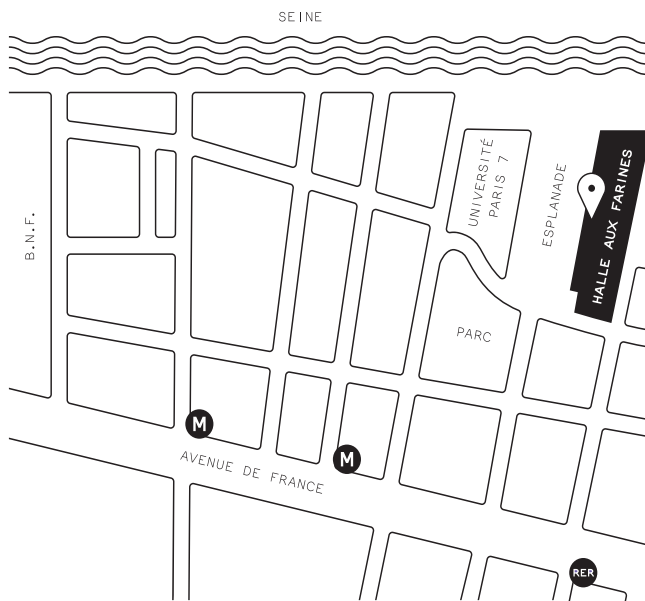 SEINE
UNIVERSITÉ
PARIS 7
ESPLANADE
HALLE AUX FARINES
B.N.F.
PARC
M
M
AVENUE DE FRANCE
RER